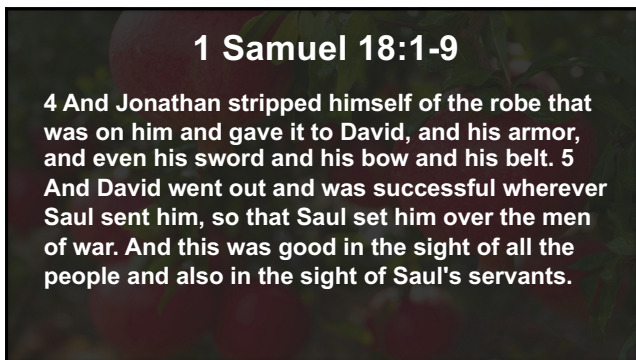 1 Samuel 18:1-9
4 And Jonathan stripped himself of the robe that
was on him and gave it to David, and his armor,
and even his sword and his bow and his belt. 5
And David went out and was successful wherever
Saul sent him, so that Saul set him over the men
of war. And this was good in the sight of all the
people and also in the sight of Saul's servants.